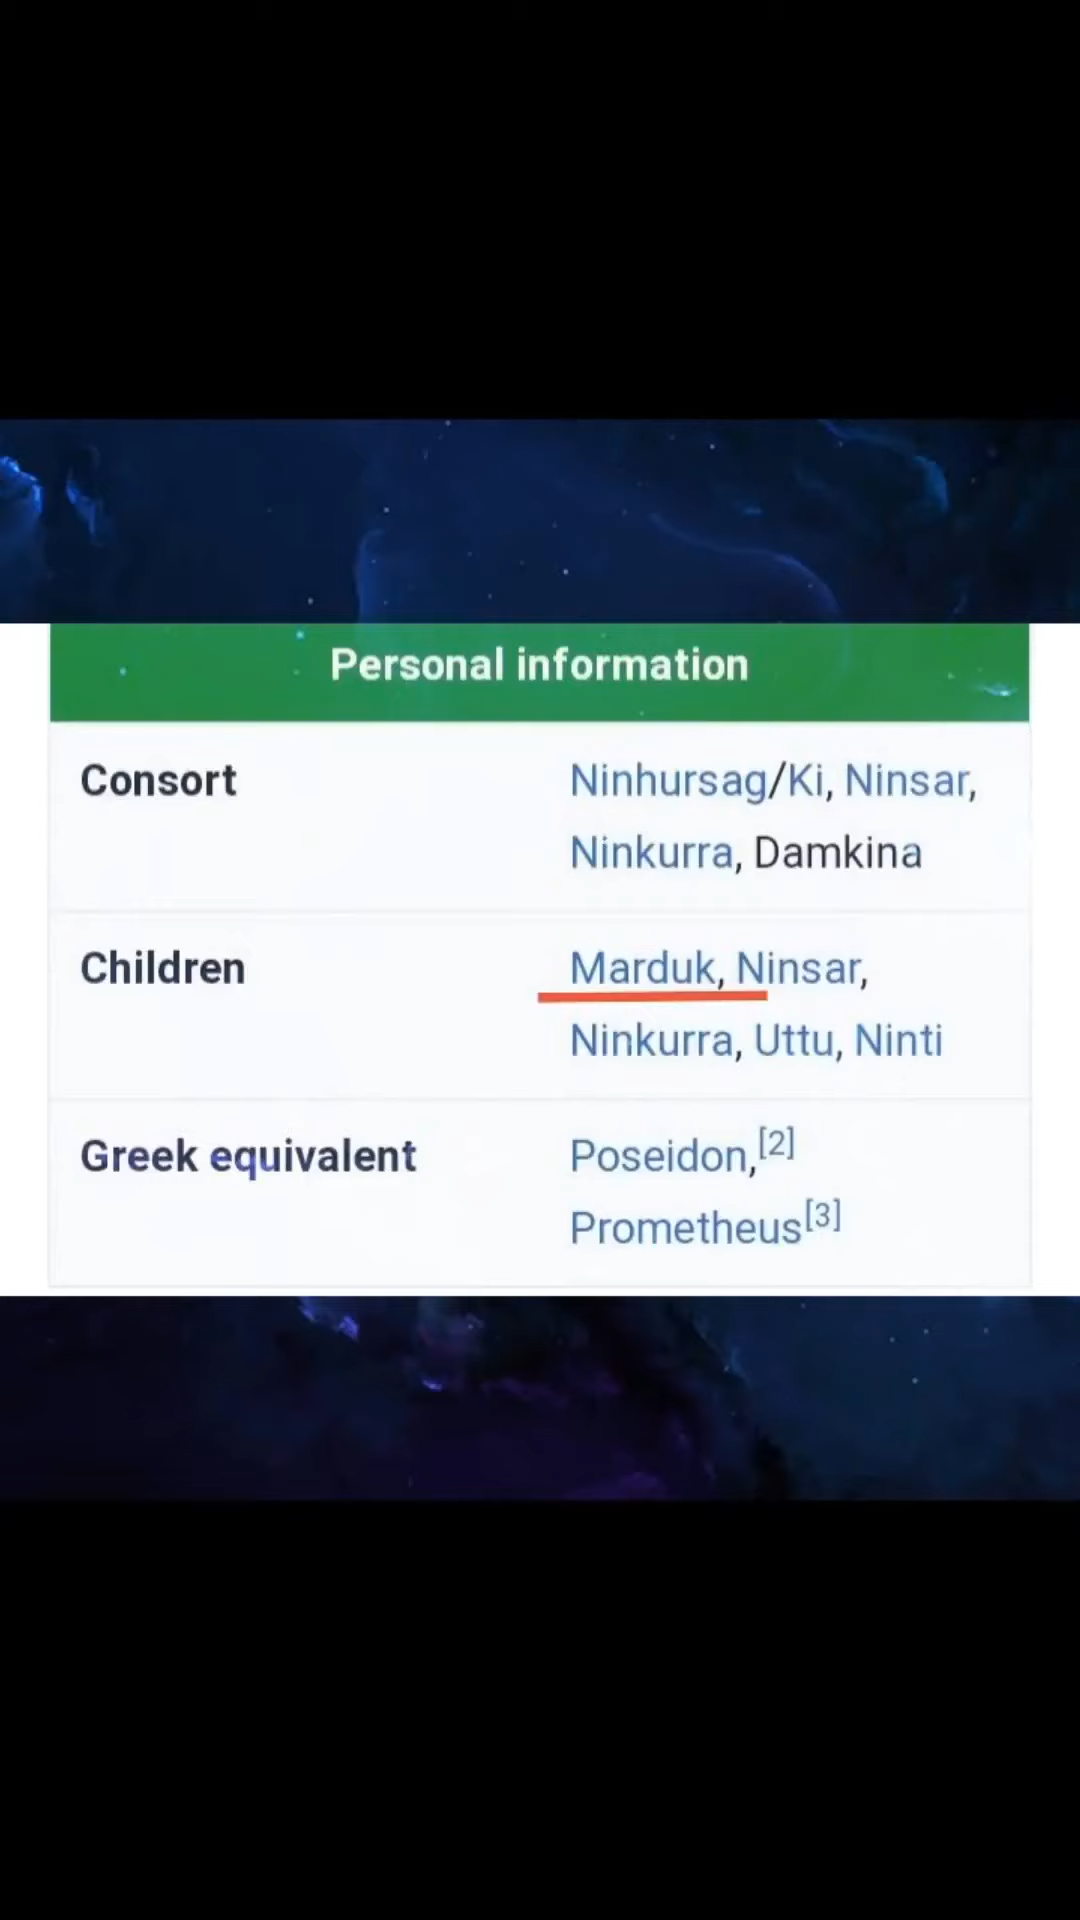 Personal information
Consort
Ninhursag/Ki, Ninsar,
Ninkurra, Damkina
Children
Marduk, Ninsar,
Ninkurra, Uttu, Ninti
Greek equivalent
Poseidon,[2]
Prometheus[3]